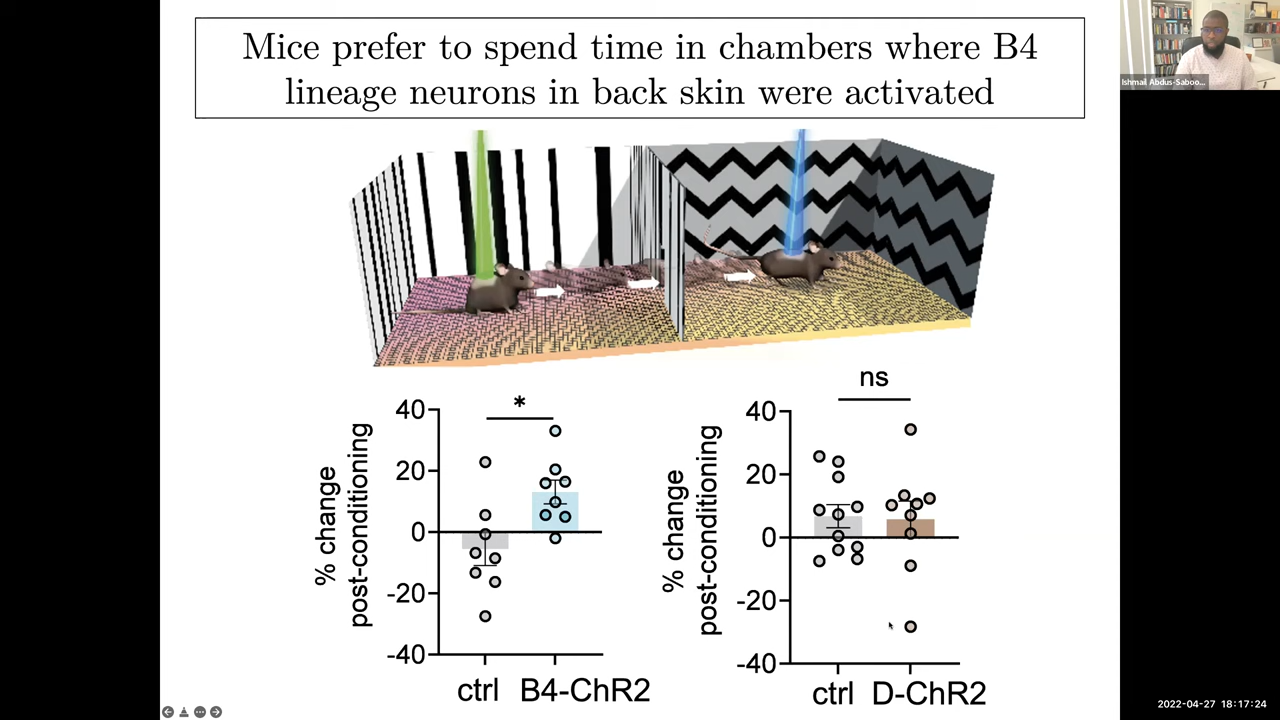 Mice prefer to spend time in chambers where B4
lineage neurons in back skin were activated
Ishmail Abdus-Saboo...
*
40
20
0
-20
-40
% change
post-conditioning
ctrl
B4-ChR2
ns
40
20
0
-20
-40
% change
post-conditioning
ctrl
D-ChR2
2022-04-27 18:17:24